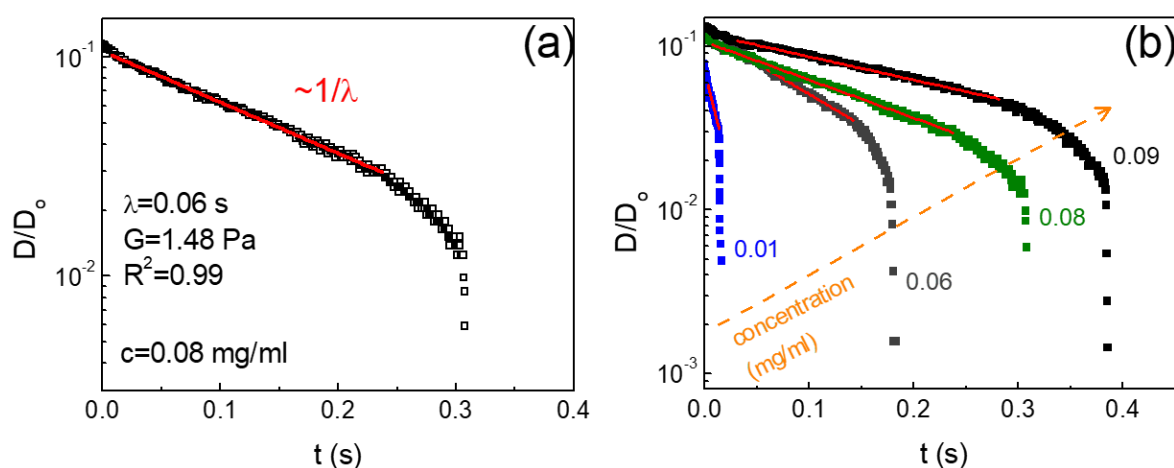 (a)
D/Dₒ
10⁻¹
10⁻²
~1/λ
λ=0.06 s
G=1.48 Pa
R²=0.99
c=0.08 mg/ml
0.0 0.1 0.2 0.3 0.4
t (s)
(b)
D/Dₒ
10⁻¹
10⁻²
10⁻³
0.09
0.08
0.01
0.06
concentration
(mg/ml)
0.0 0.1 0.2 0.3 0.4
t (s)